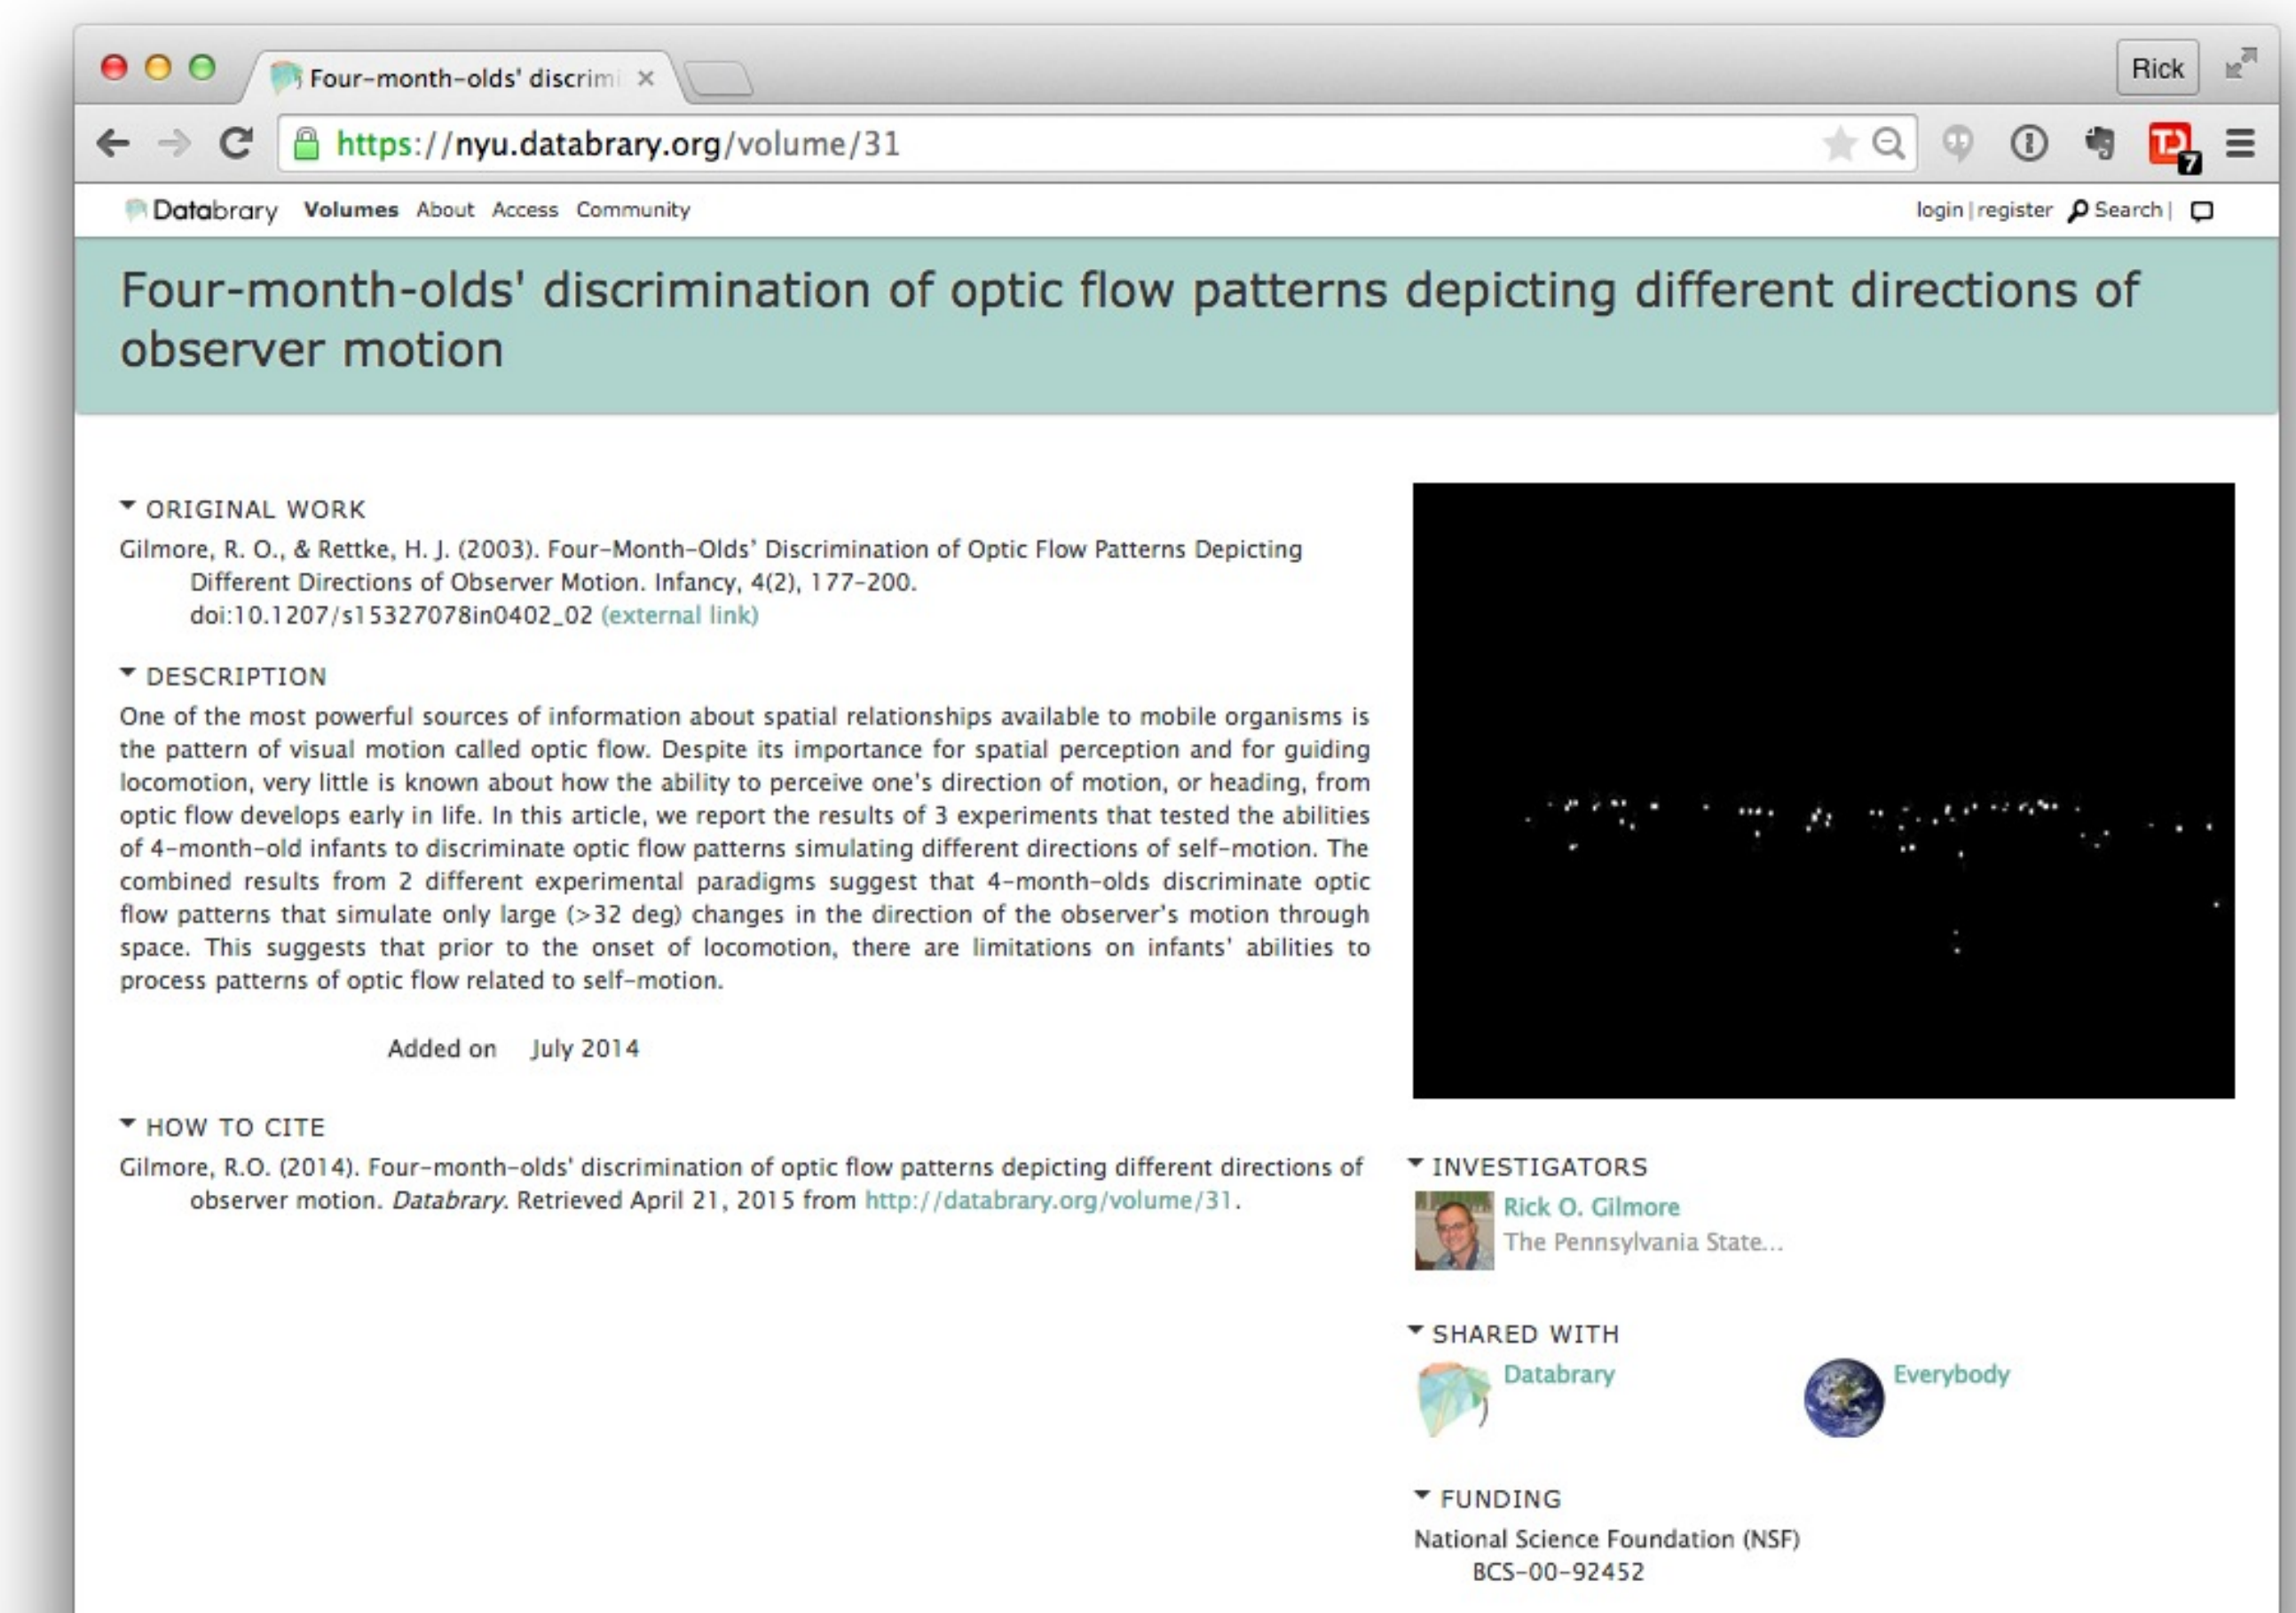 Four-month-olds' discrimi
Rick
https://nyu.databrary.org/volume/31
7
Databrary Volumes About Access Community
login | register Search |
Four-month-olds' discrimination of optic flow patterns depicting different directions of
observer motion
ORIGINAL WORK
Gilmore, R. O., & Rettke, H. J. (2003). Four-Month-Olds' Discrimination of Optic Flow Patterns Depicting
Different Directions of Observer Motion. Infancy, 4(2), 177-200.
doi:10.1207/s15327078in0402_02 (external link)
DESCRIPTION
One of the most powerful sources of information about spatial relationships available to mobile organisms is
the pattern of visual motion called optic flow. Despite its importance for spatial perception and for guiding
locomotion, very little is known about how the ability to perceive one's direction of motion, or heading, from
optic flow develops early in life. In this article, we report the results of 3 experiments that tested the abilities
of 4-month-old infants to discriminate optic flow patterns simulating different directions of self-motion. The
combined results from 2 different experimental paradigms suggest that 4-month-olds discriminate optic
flow patterns that simulate only large (>32 deg) changes in the direction of the observer's motion through
space. This suggests that prior to the onset of locomotion, there are limitations on infants' abilities to
process patterns of optic flow related to self-motion.
Added on July 2014
HOW TO CITE
Gilmore, R.O. (2014). Four-month-olds' discrimination of optic flow patterns depicting different directions of
observer motion. Databrary. Retrieved April 21, 2015 from http://databrary.org/volume/31.
INVESTIGATORS
Rick O. Gilmore
The Pennsylvania State...
SHARED WITH
Databrary
Everybody
FUNDING
National Science Foundation (NSF)
BCS-00-92452